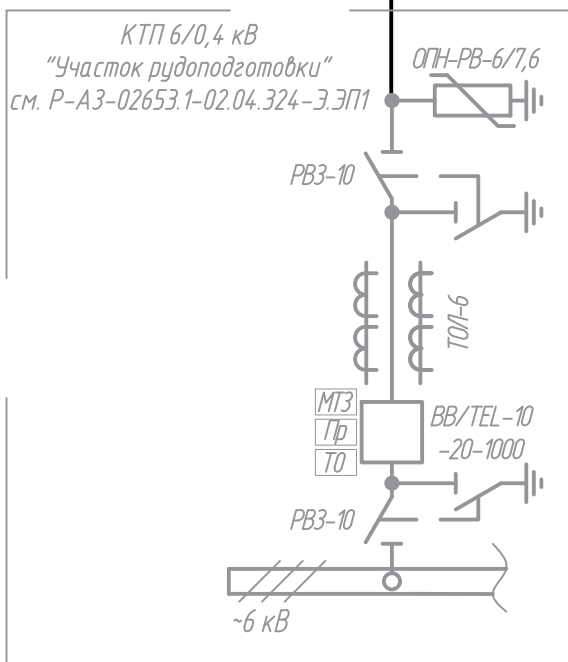 КТП 6/0,4 кВ
"Участок рудоподготовки"
см. Р-АЗ-02653.1-02.04.324-Э.ЭП1
ОПН-РВ-6/7,6
РВЗ-10
ТОЛ-6
МТЗ
Пр
ТО
ВВ/TEL-10
-20-1000
РВЗ-10
~6 кВ